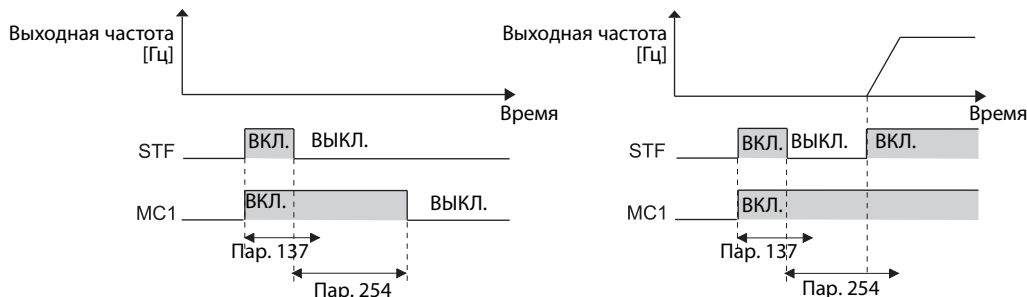 Выходная частота
[Гц]
Время
STF
ВКЛ.
ВЫКЛ.
MC1
ВКЛ.
ВЫКЛ.
Пар. 137
Пар. 254
Выходная частота
[Гц]
Время
STF
ВКЛ.
ВЫКЛ.
ВКЛ.
MC1
ВКЛ.
Пар. 137
Пар. 254